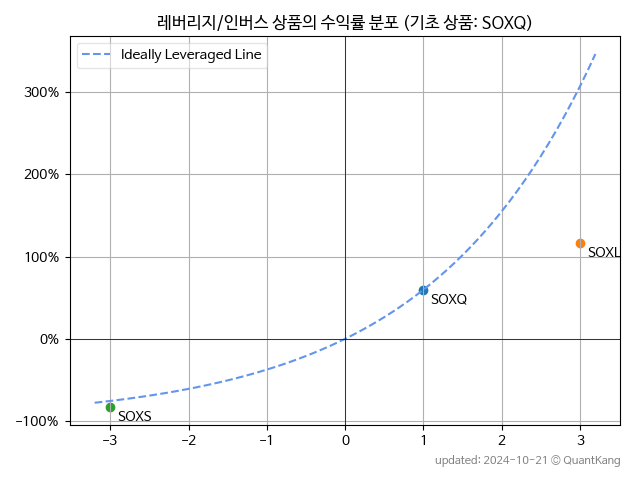 레버리지/인버스 상품의 수익률 분포 (기초 상품: SOXQ)
Ideally Leveraged Line
300%
200%
100%
0%
−100%
SOXL
SOXQ
SOXS
−3 −2 −1 0 1 2 3
updated: 2024-10-21 © QuantKang